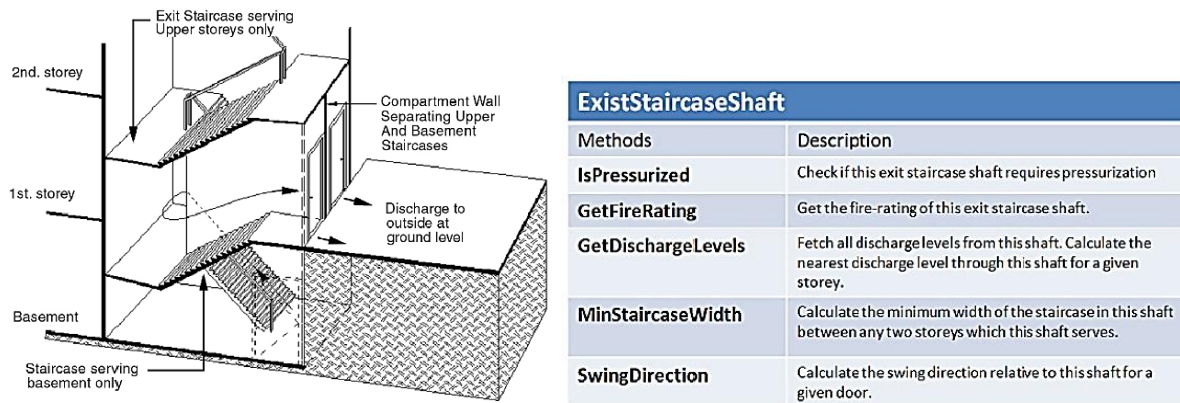 Exit Staircase serving
Upper storeys only
2nd. storey
Compartment Wall
Separating Upper
And Basement
Staircases
1st. storey
Discharge to
outside at
ground level
Basement
Staircase serving
basement only
ExistStaircaseShaft
Methods Description
IsPressurized Check if this exit staircase shaft requires pressurization
GetFireRating Get the fire-rating of this exit staircase shaft.
GetDischargeLevels Fetch all discharge levels from this shaft. Calculate the
nearest discharge level through this shaft for a given
storey.
MinStaircaseWidth Calculate the minimum width of the staircase in this shaft
between any two storeys which this shaft serves.
SwingDirection Calculate the swing direction relative to this shaft for a
given door.